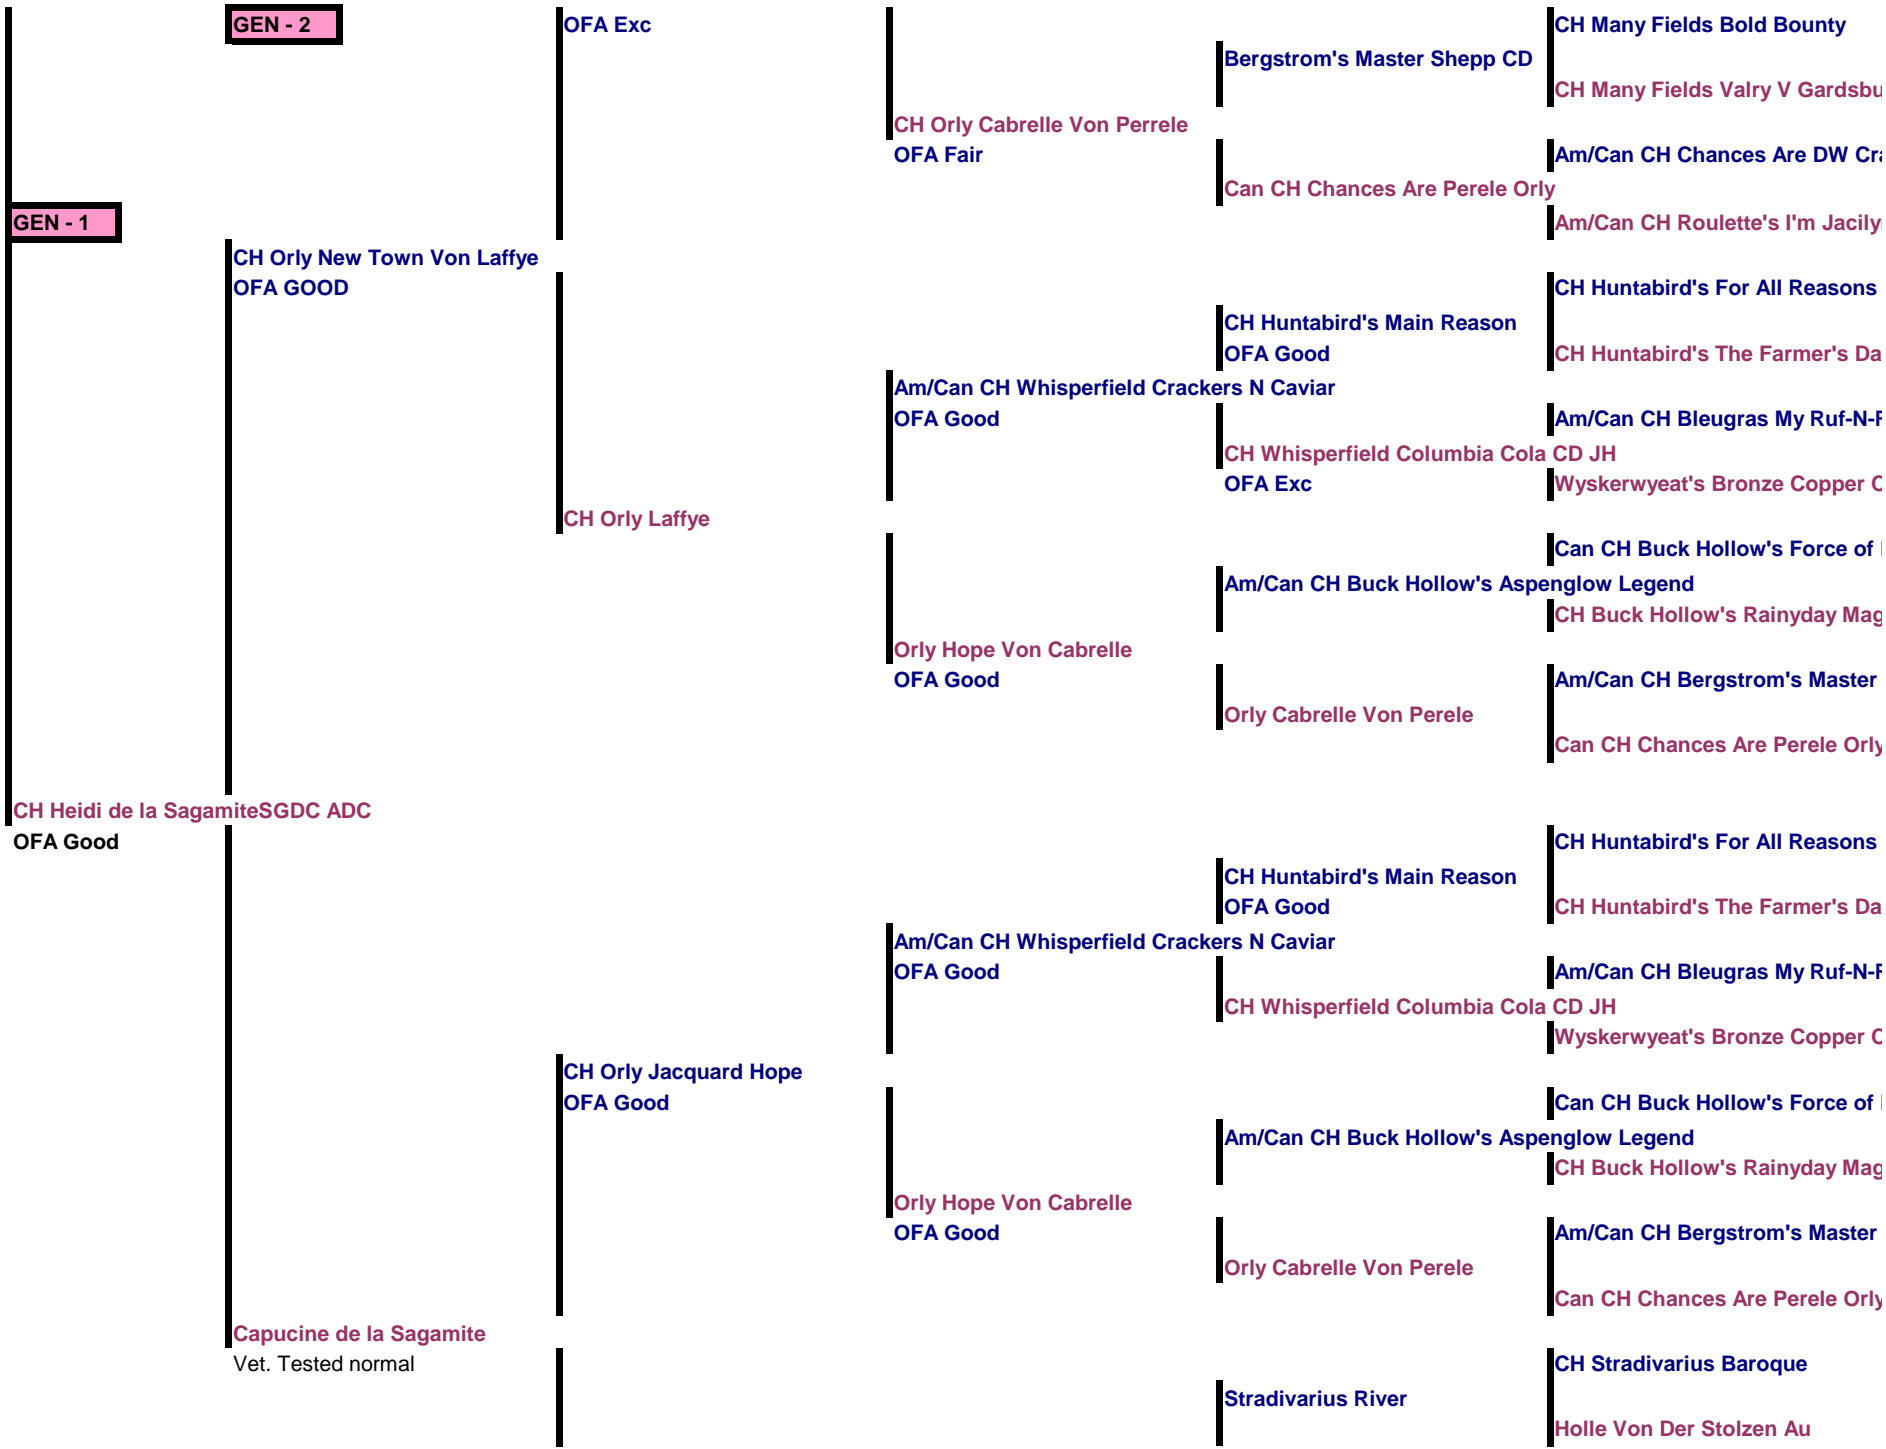 GEN - 2
OFA Exc
CH Many Fields Bold Bounty
Bergstrom's Master Shepp CD
CH Many Fields Valry V
CH Orly Cabrelle Von Perrele
OFA Fair
Am/Can CH Chances Are DW
Can CH Chances Are Perele Orly
GEN - 1
Am/Can CH Roulette's I'm
CH Orly New Town Von Laffye
OFA GOOD
CH Huntabird's For All Reasons
CH Huntabird's Main Reason
OFA Good
CH Huntabird's The Farmer's
Am/Can CH Whisperfield Crackers N Caviar
OFA Good
Am/Can CH Bleugras My
CH Whisperfield Columbia Cola CD JH
OFA Exc
Wyskerwyeat's Bronze Copper
CH Orly Laffye
Can CH Buck Hollow's Force of
Am/Can CH Buck Hollow's Aspenglow Legend
CH Buck Hollow's Rainyday
Orly Hope Von Cabrelle
OFA Good
Am/Can CH Bergstrom's Master
Orly Cabrelle Von Perele
Can CH Chances Are Perele Orly
CH Heidi de la SagamiteSGDC ADC
OFA Good
CH Huntabird's For All Reasons
CH Huntabird's Main Reason
OFA Good
CH Huntabird's The Farmer's
Am/Can CH Whisperfield Crackers N Caviar
OFA Good
Am/Can CH Bleugras My
CH Whisperfield Columbia Cola CD JH
Wyskerwyeat's Bronze Copper
CH Orly Jacquard Hope
OFA Good
Can CH Buck Hollow's Force of
Am/Can CH Buck Hollow's Aspenglow Legend
CH Buck Hollow's Rainyday
Orly Hope Von Cabrelle
OFA Good
Am/Can CH Bergstrom's Master
Orly Cabrelle Von Perele
Can CH Chances Are Perele Orly
Capucine de la Sagamite
Vet. Tested normal
CH Stradivarius Baroque
Stradivarius River
Holle Von Der Stolzen Au